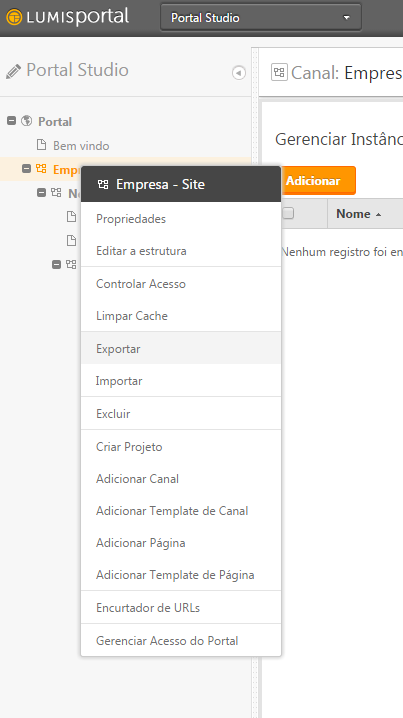 LUMISPORTAL
Portal Studio
Portal Studio
Canal: Empres
Portal
Bem vindo
Gerenciar Instânc
Emp
Empresa - Site
Adicionar
Nome
Propriedades
Editar a estrutura
Nenhum registro foi en
Controlar Acesso
Limpar Cache
Exportar
Importar
Excluir
Criar Projeto
Adicionar Canal
Adicionar Template de Canal
Adicionar Página
Adicionar Template de Página
Encurtador de URLs
Gerenciar Acesso do Portal